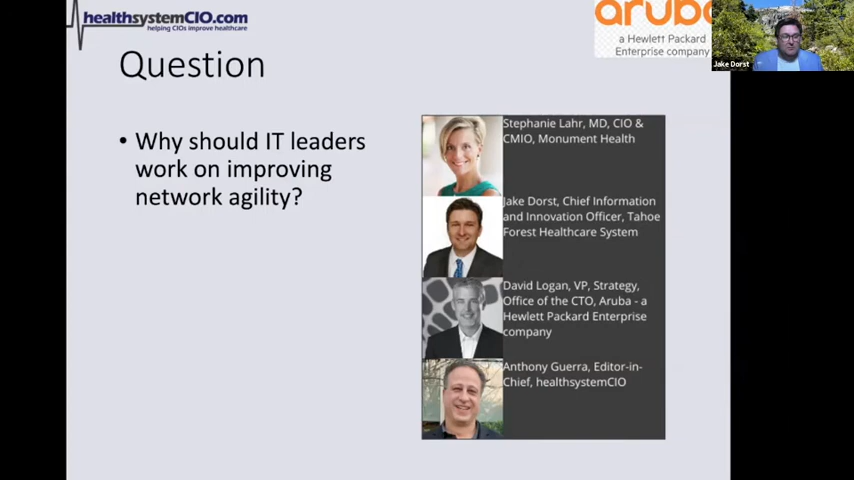 healthsystemCIO.com
helping CIOs improve healthcare
aruba
a Hewlett Packard
Enterprise company
Jake Dorst
Question
• Why should IT leaders
work on improving
network agility?
Stephanie Lahr, MD, CIO &
CMIO, Monument Health
Jake Dorst, Chief Information
and Innovation Officer, Tahoe
Forest Healthcare System
David Logan, VP, Strategy,
Office of the CTO, Aruba - a
Hewlett Packard Enterprise
company
Anthony Guerra, Editor-in-
Chief, healthsystemCIO